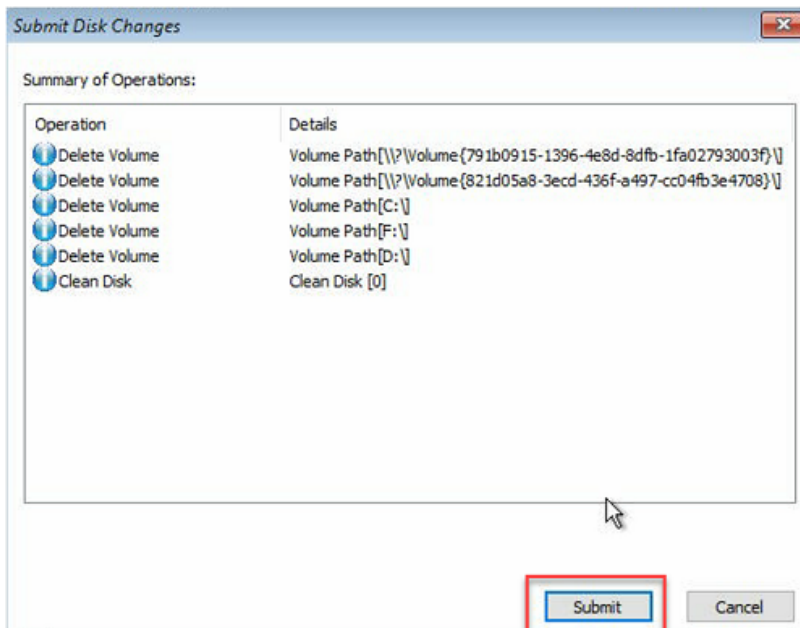 Submit Disk Changes
Summary of Operations:
Operation Details
Delete Volume Volume Path[\\?\Volume{791b0915-1396-4e8d-8dfb-1fa02793003f}\]
Delete Volume Volume Path[\\?\Volume{821d05a8-3ecd-436f-a497-cc04fb3e4708}\]
Delete Volume Volume Path[C:\]
Delete Volume Volume Path[F:\]
Delete Volume Volume Path[D:\]
Clean Disk Clean Disk [0]
Submit Cancel